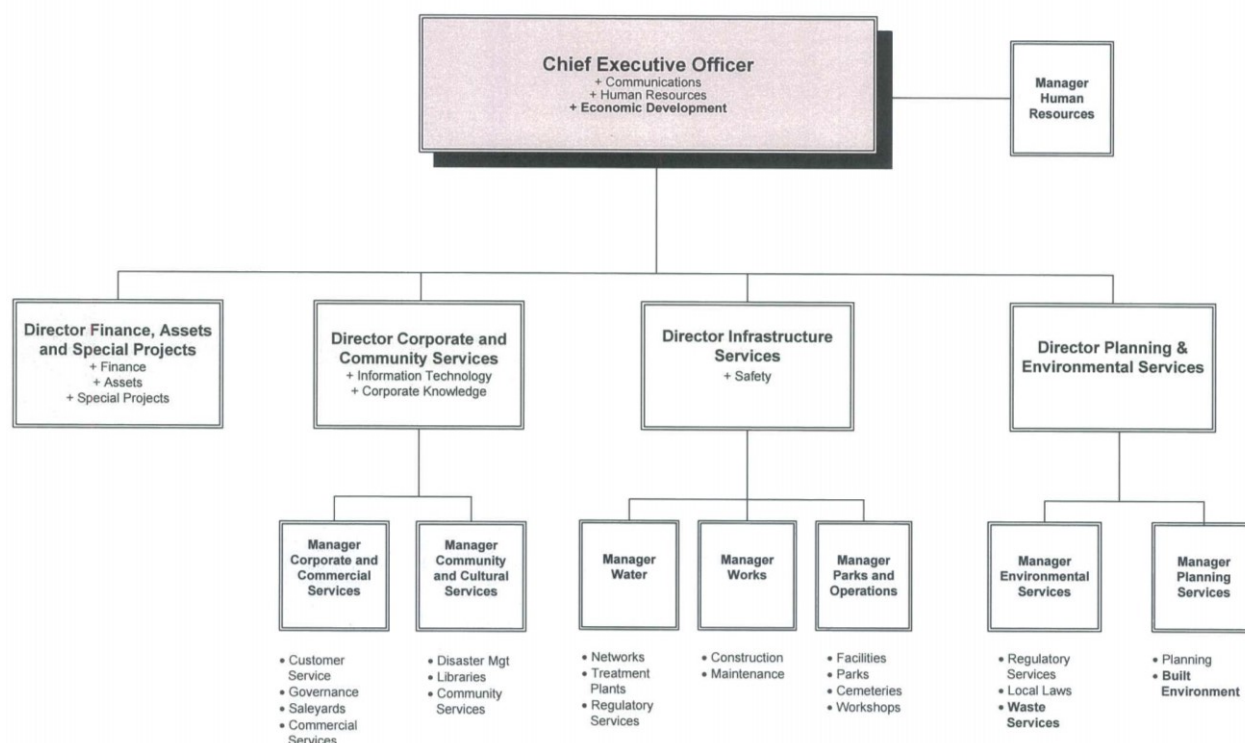 Chief Executive Officer
+ Communications
+ Human Resources
+ Economic Development
Manager
Human
Resources
Director Finance, Assets
and Special Projects
+ Finance
+ Assets
+ Special Projects
Director Corporate and
Community Services
+ Information Technology
+ Corporate Knowledge
Director Infrastructure
Services
+ Safety
Director Planning &
Environmental Services
Manager
Corporate and
Commercial
Services
• Customer
Service
• Governance
• Saleyards
• Commercial
Services
Manager
Community
and Cultural
Services
• Disaster Mgt
• Libraries
• Community
Services
Manager
Water
• Networks
• Treatment
Plants
• Regulatory
Services
Manager
Works
• Construction
• Maintenance
Manager
Parks and
Operations
• Facilities
• Parks
• Cemeteries
• Workshops
Manager
Environmental
Services
• Regulatory
Services
• Local Laws
• Waste
Services
Manager
Planning
Services
• Planning
• Built
Environment